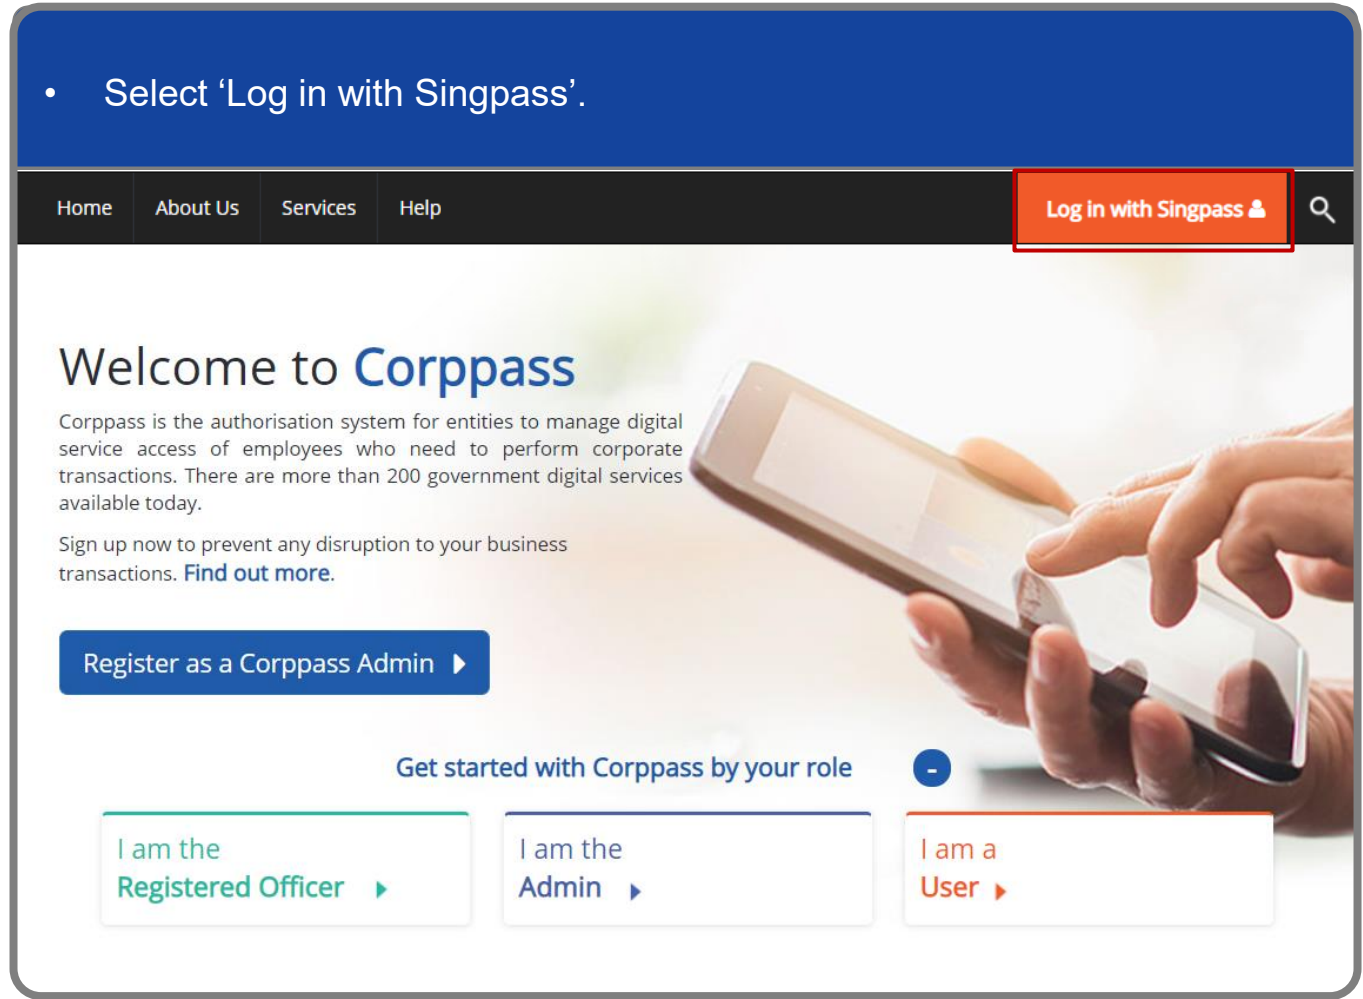 • Select ‘Log in with Singpass’.
Home About Us Services Help Log in with Singpass
Welcome to Corppass
Corppass is the authorisation system for entities to manage digital
service access of employees who need to perform corporate
transactions. There are more than 200 government digital services
available today.
Sign up now to prevent any disruption to your business
transactions. Find out more.
Register as a Corppass Admin
Get started with Corppass by your role -
I am the
Registered Officer
I am the
Admin
I am a
User